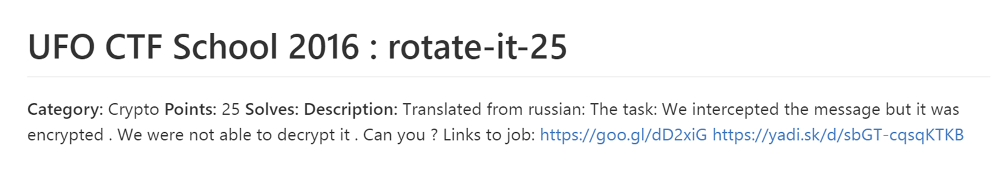 UFO CTF School 2016 : rotate-it-25
Category: Crypto Points: 25 Solves: Description: Translated from russian: The task: We intercepted the message but it was
encrypted . We were not able to decrypt it . Can you ? Links to job: https://goo.gl/dD2xiG https://yadi.sk/d/sbGT-cqsqKTKB